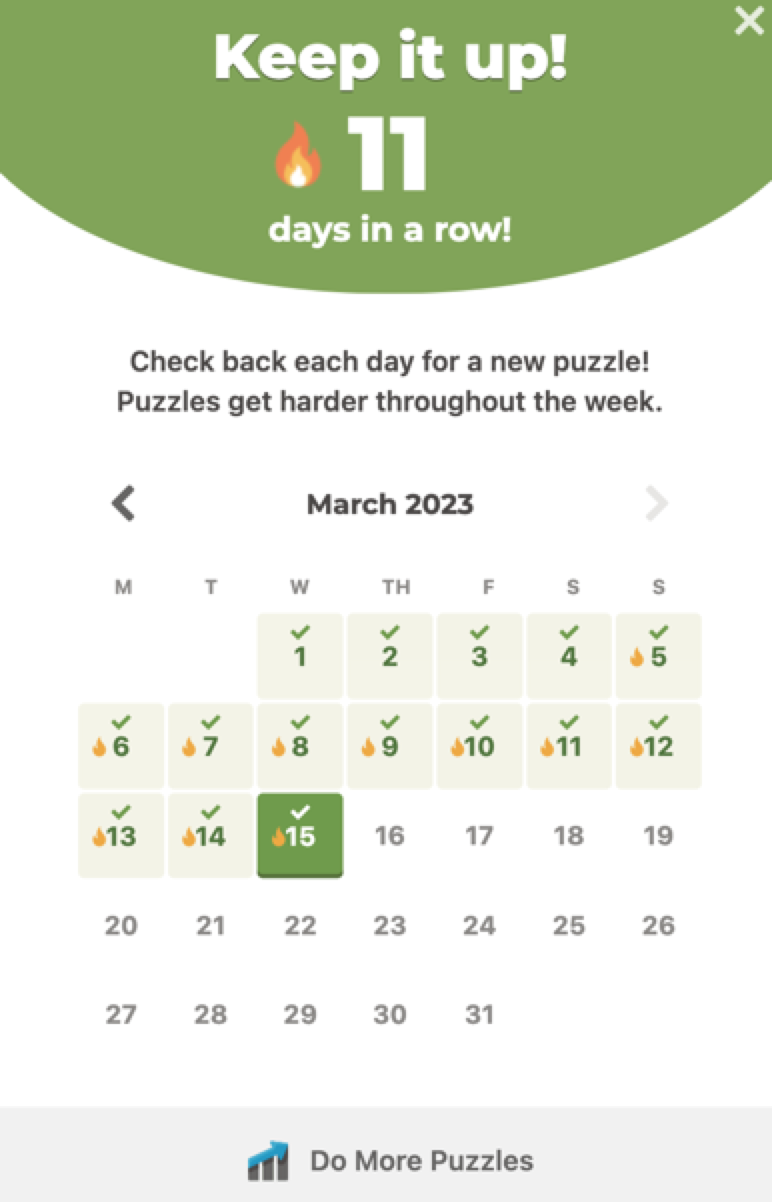 Keep it up!
11
days in a row!
Check back each day for a new puzzle!
Puzzles get harder throughout the week.
March 2023
M T W TH F S S
1 2 3 4 5
6 7 8 9 10 11 12
13 14 15 16 17 18 19
20 21 22 23 24 25 26
27 28 29 30 31
Do More Puzzles